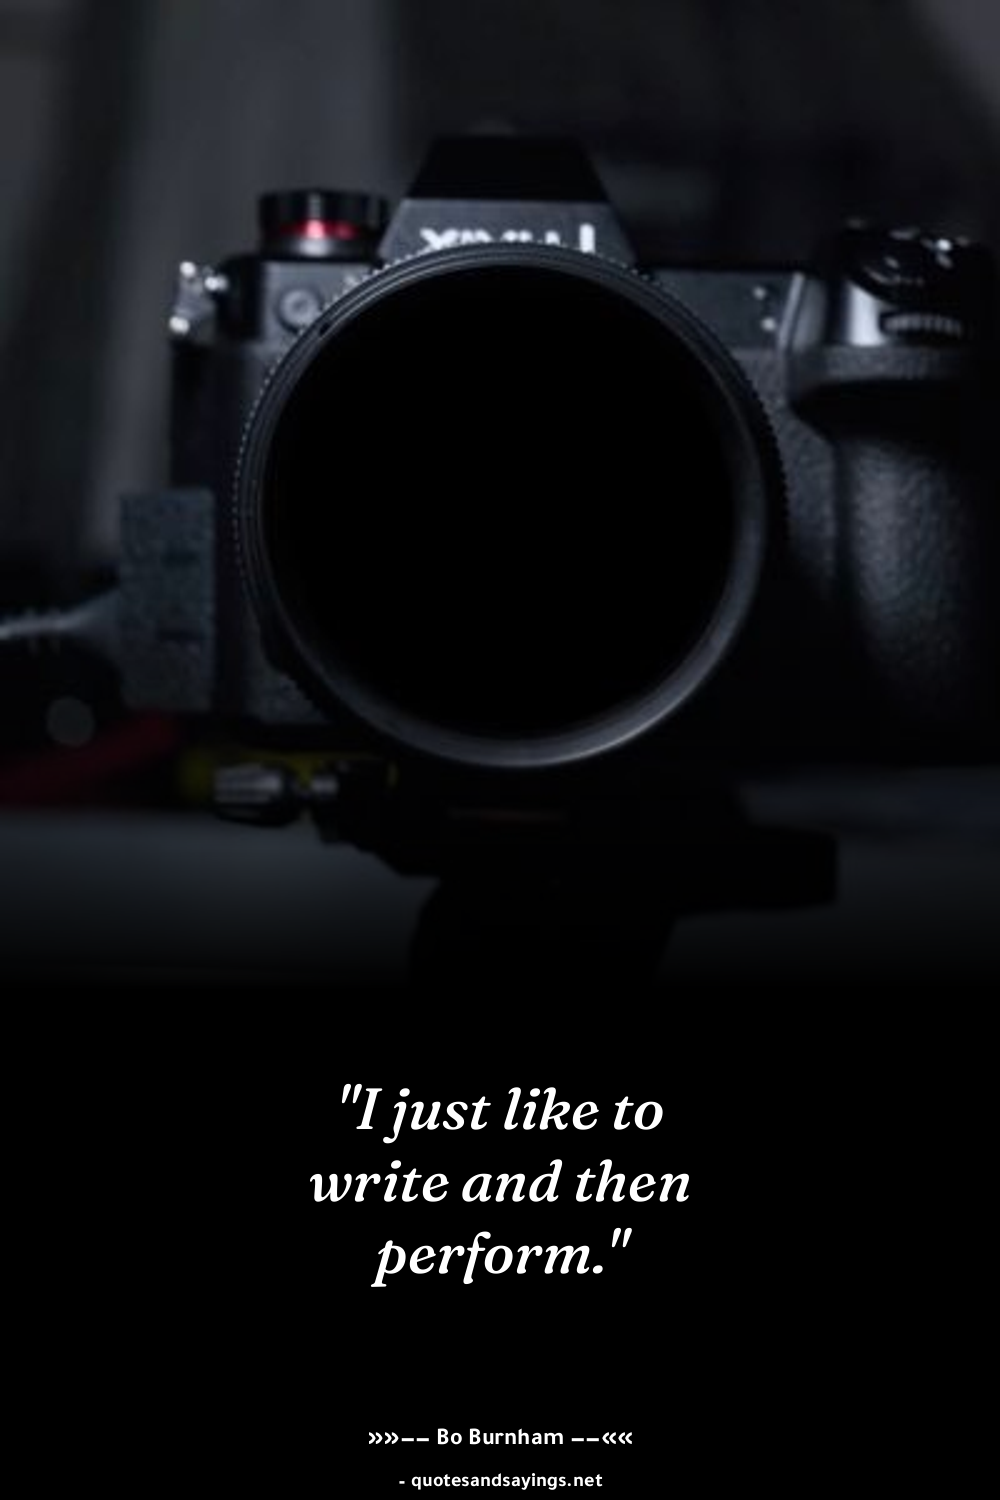 "I just like to
write and then
perform."
»»–– Bo Burnham ––««
- quotesandsayings.net